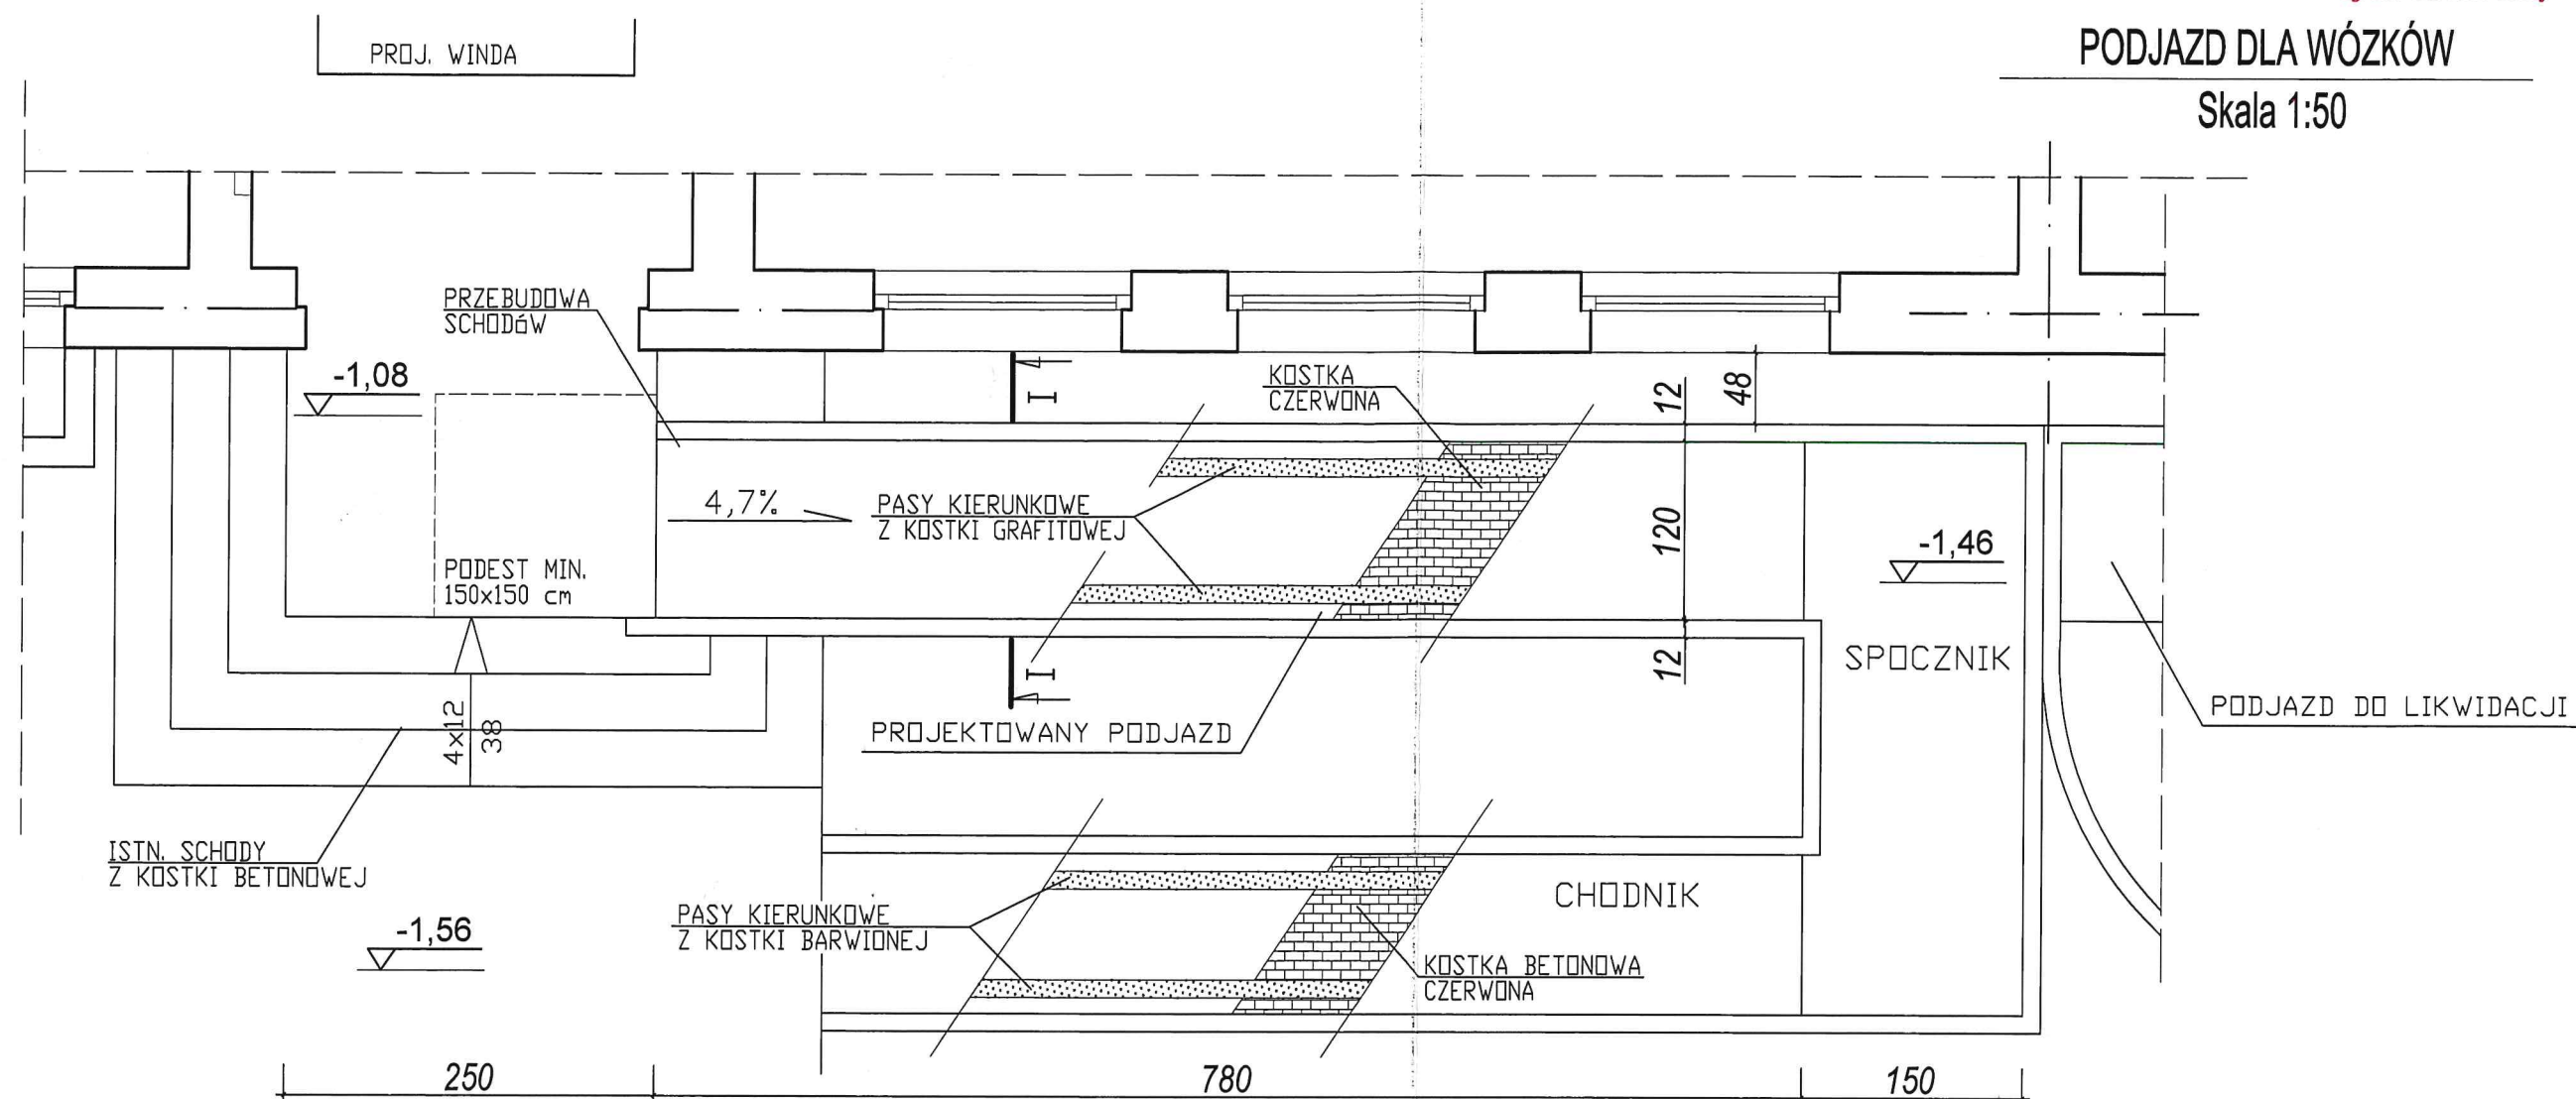 PROJ. WINDA
PODJAZD DLA WÓZKÓW
Skala 1:50
PRZEBUDOWA
SCHODóW
-1,08
I
KOSTKA
CZERWONA
12
48
4,7%
PASY KIERUNKOWE
Z KOSTKI GRAFITOWEJ
120
-1,46
PODEST MIN.
150x150 cm
SPOCZNIK
12
I
4x12
38
PROJEKTOWANY PODJAZD
PODJAZD DO LIKWIDACJI
ISTN. SCHODY
Z KOSTKI BETONOWEJ
CHODNIK
-1,56
PASY KIERUNKOWE
Z KOSTKI BARWIONEJ
KOSTKA BETONOWA
CZERWONA
250
780
150